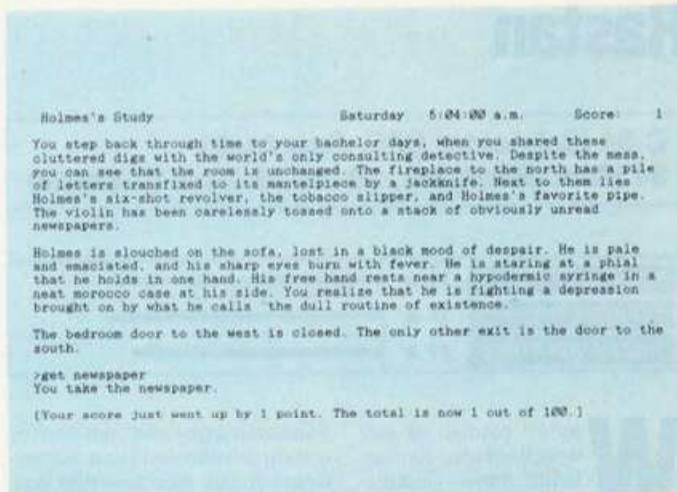 Holmes's Study Saturday 5:04:00 a.m. Score: 1
You step back through time to your bachelor days, when you shared these
cluttered digs with the world's only consulting detective. Despite the mess,
you can see that the room is unchanged. The fireplace to the north has a pile
of letters transfixed to its mantelpiece by a jackknife. Next to them lies
Holmes's six-shot revolver, the tobacco slipper, and Holmes's favorite pipe.
The violin has been carelessly tossed onto a stack of obviously unread
newspapers.
Holmes is slouched on the sofa, lost in a black mood of despair. He is pale
and emaciated, and his sharp eyes burn with fever. He is staring at a phial
that he holds in one hand. His free hand rests near a hypodermic syringe in a
neat morocco case at his side. You realize that he is fighting a depression
brought on by what he calls "the dull routine of existence."
The bedroom door to the west is closed. The only other exit is the door to the
south.
>get newspaper
You take the newspaper.
[Your score just went up by 1 point. The total is now 1 out of 100.]